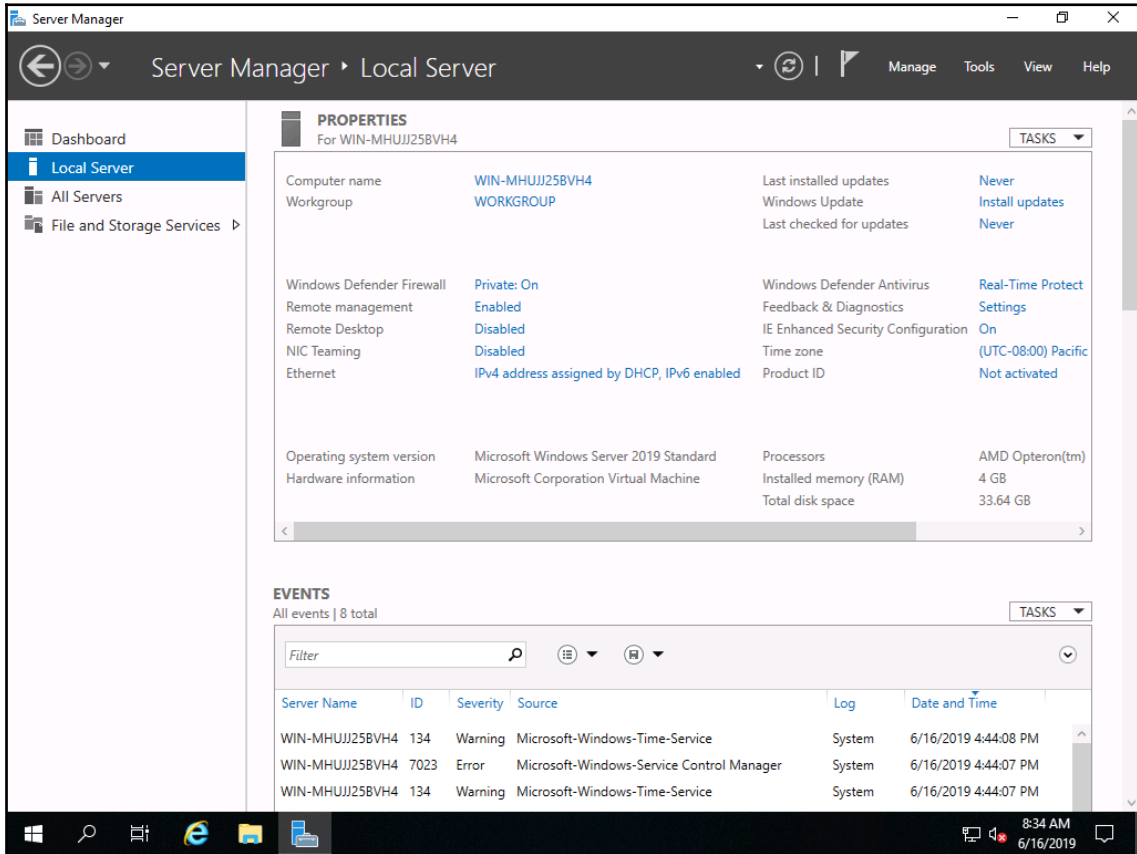 Server Manager
Server Manager • Local Server
Manage Tools View Help
Dashboard
Local Server
All Servers
File and Storage Services
PROPERTIES
For WIN-MHUJJ25BVH4
TASKS
Computer name WIN-MHUJJ25BVH4 Last installed updates Never
Workgroup WORKGROUP Windows Update Install updates
Last checked for updates Never
Windows Defender Firewall Private: On Windows Defender Antivirus Real-Time Protect
Remote management Enabled Feedback & Diagnostics Settings
Remote Desktop Disabled IE Enhanced Security Configuration On
NIC Teaming Disabled Time zone (UTC-08:00) Pacific
Ethernet IPv4 address assigned by DHCP, IPv6 enabled Product ID Not activated
Operating system version Microsoft Windows Server 2019 Standard Processors AMD Opteron(tm)
Hardware information Microsoft Corporation Virtual Machine Installed memory (RAM) 4 GB
Total disk space 33.64 GB
EVENTS
All events | 8 total
TASKS
Filter
Server Name ID Severity Source Log Date and Time
WIN-MHUJJ25BVH4 134 Warning Microsoft-Windows-Time-Service System 6/16/2019 4:44:08 PM
WIN-MHUJJ25BVH4 7023 Error Microsoft-Windows-Service Control Manager System 6/16/2019 4:44:07 PM
WIN-MHUJJ25BVH4 134 Warning Microsoft-Windows-Time-Service System 6/16/2019 4:44:07 PM
8:34 AM
6/16/2019